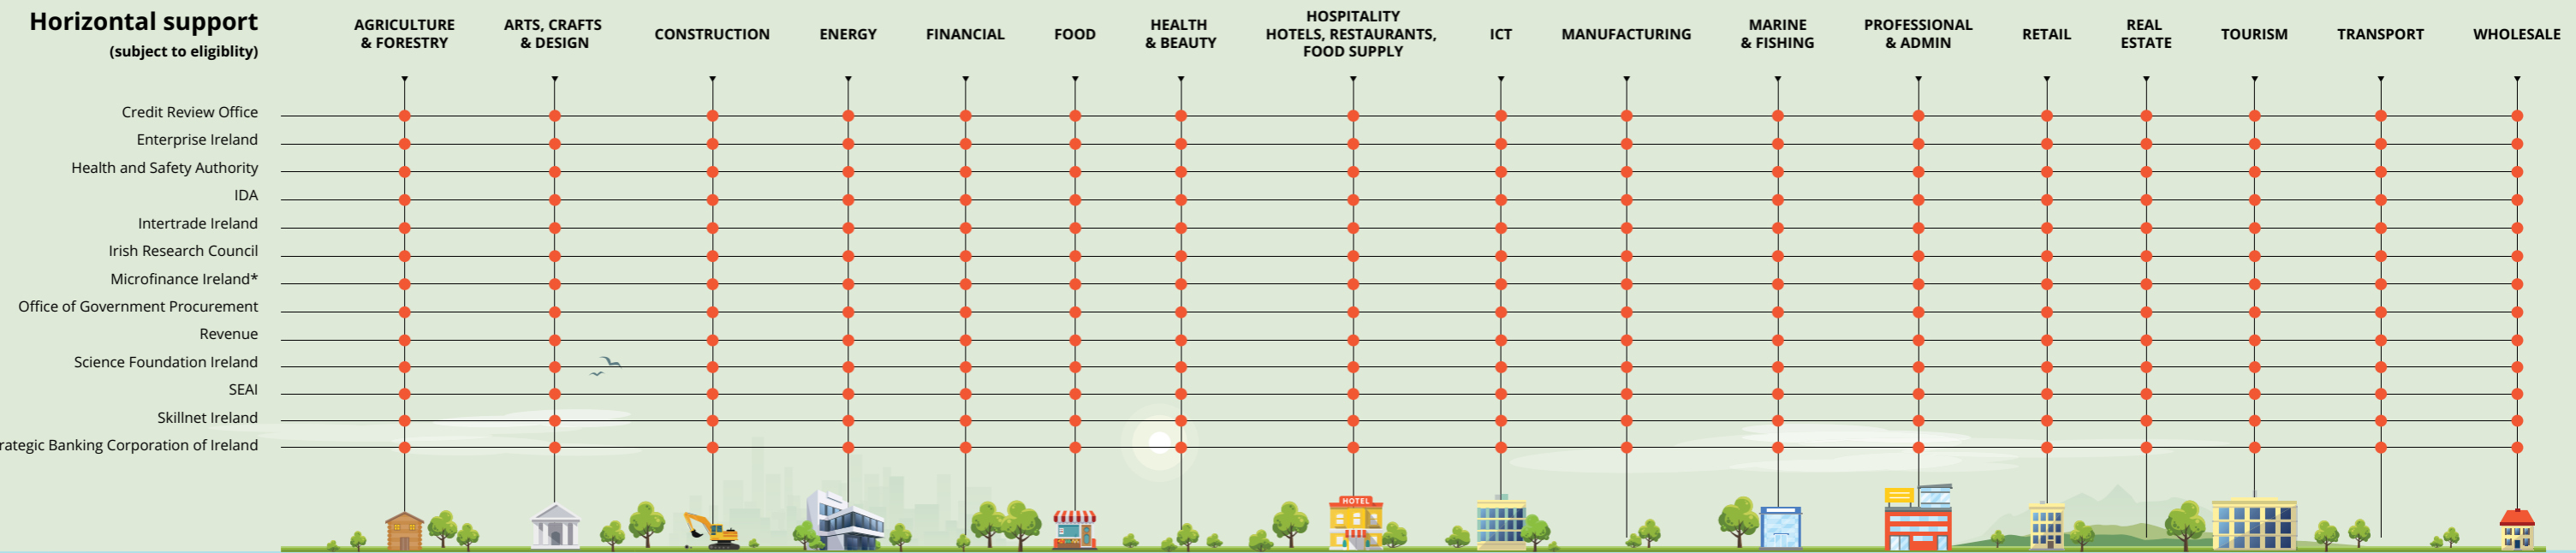 Horizontal support
(subject to eligiblity)
AGRICULTURE
& FORESTRY
ARTS, CRAFTS
& DESIGN
CONSTRUCTION
ENERGY
FINANCIAL
FOOD
HEALTH
& BEAUTY
HOSPITALITY
HOTELS, RESTAURANTS,
FOOD SUPPLY
ICT
MANUFACTURING
MARINE
& FISHING
PROFESSIONAL
& ADMIN
RETAIL
REAL
ESTATE
TOURISM
TRANSPORT
WHOLESALE
Credit Review Office
Enterprise Ireland
Health and Safety Authority
IDA
Intertrade Ireland
Irish Research Council
Microfinance Ireland*
Office of Government Procurement
Revenue
Science Foundation Ireland
SEAI
Skillnet Ireland
rategic Banking Corporation of Ireland
HOTEL